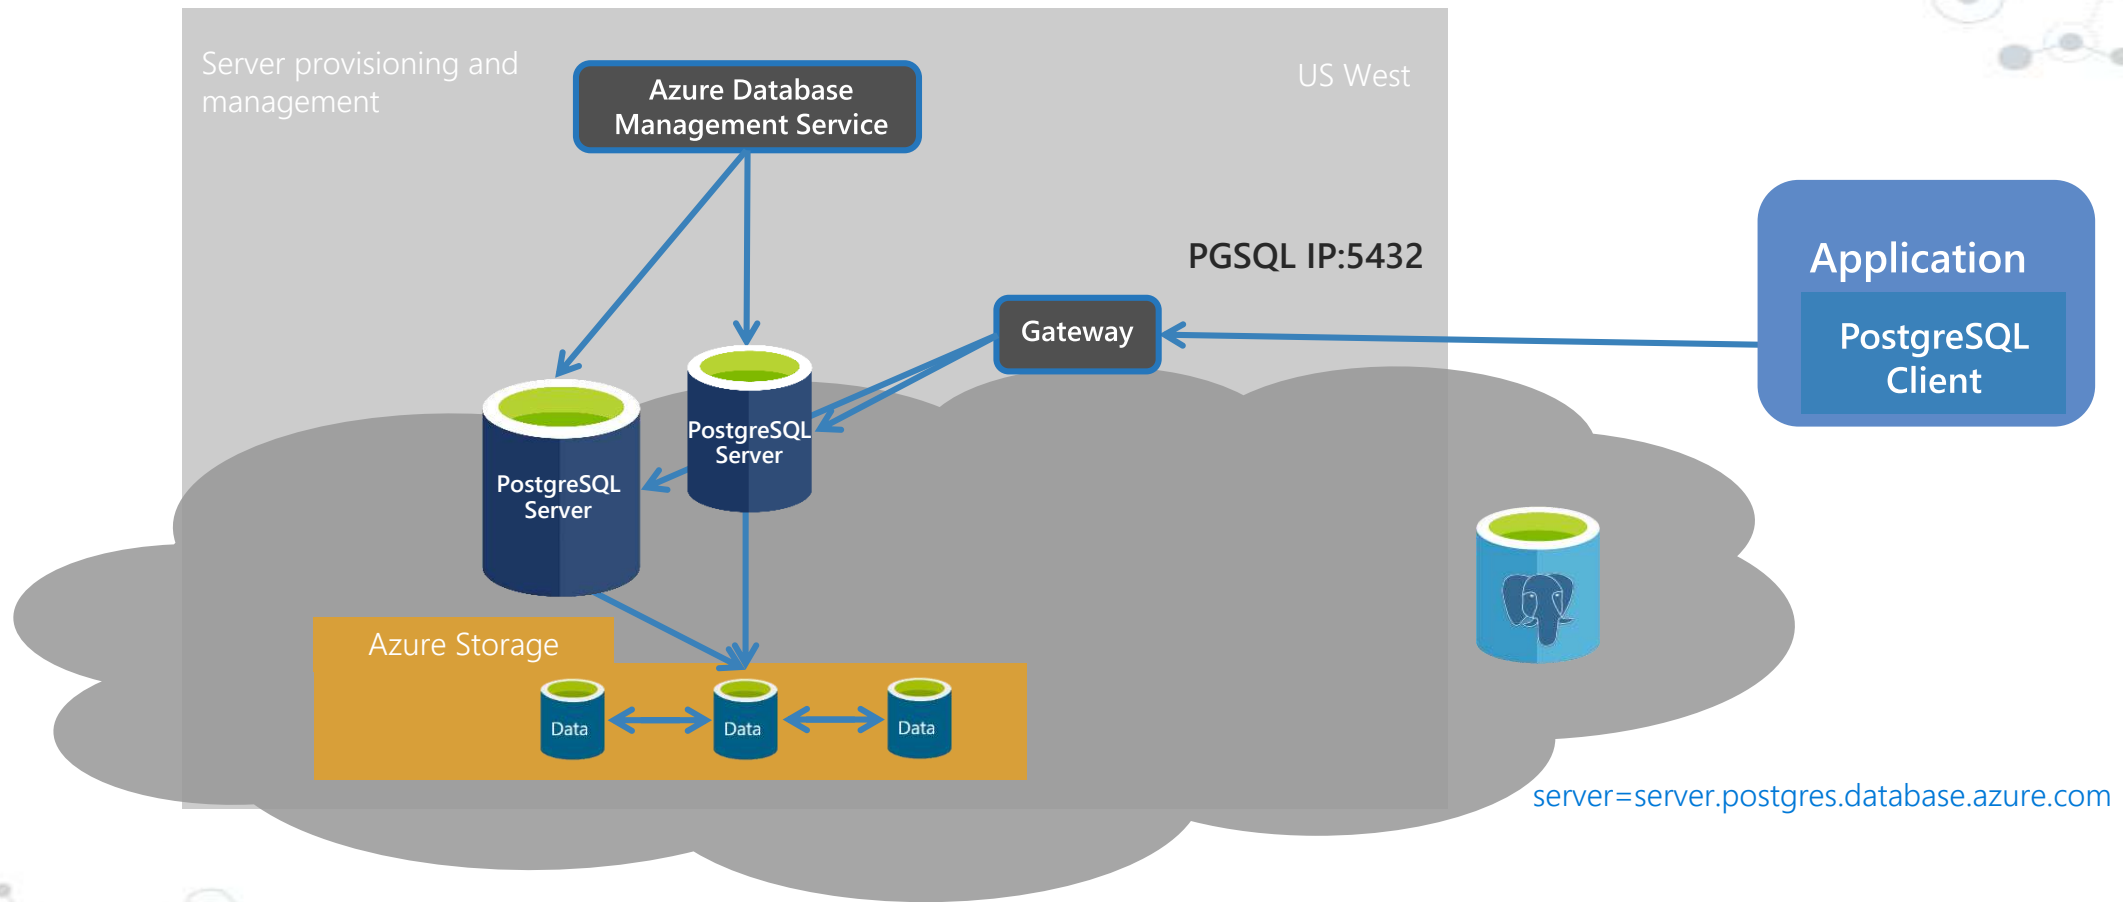 Server provisioning and
management
Azure Database
Management Service
US West
PGSQL IP:5432
Application
PostgreSQL
Client
Gateway
PostgreSQL
Server
PostgreSQL
Server
Azure Storage
Data
Data
Data
server=server.postgres.database.azure.com